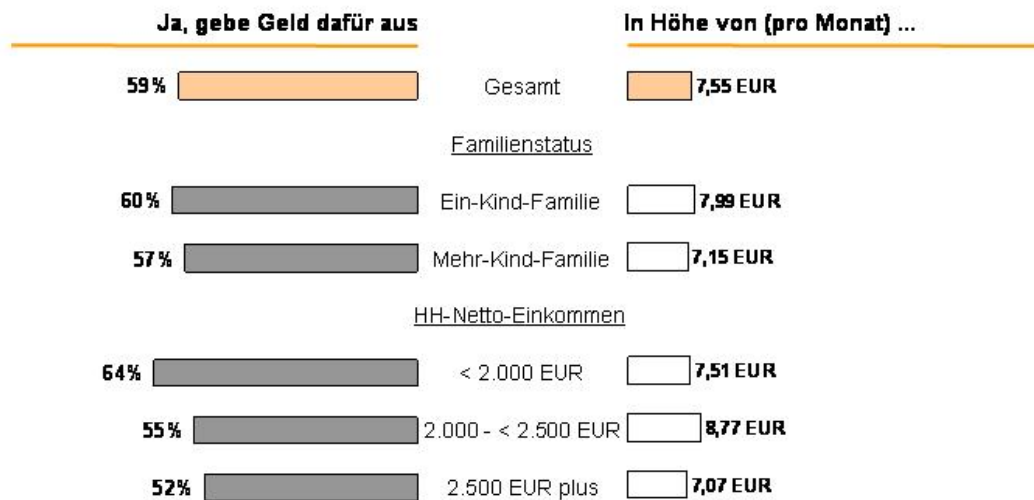 Ja, gebe Geld dafür aus In Höhe von (pro Monat) ...
59% Gesamt 7,55 EUR
Familienstatus
60% Ein-Kind-Familie 7,99 EUR
57% Mehr-Kind-Familie 7,15 EUR
HH-Netto-Einkommen
64% < 2.000 EUR 7,51 EUR
55% 2.000 - < 2.500 EUR 8,77 EUR
52% 2.500 EUR plus 7,07 EUR